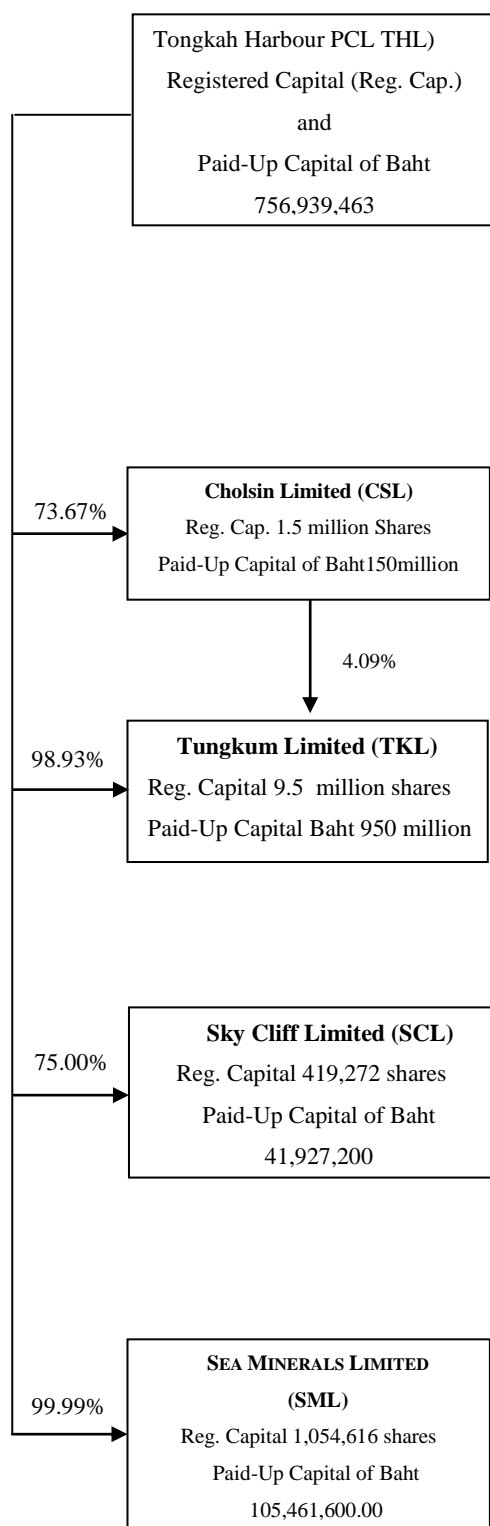 Tongkah Harbour PCL THL)
Registered Capital (Reg. Cap.)
and
Paid-Up Capital of Baht
756,939,463
73.67%
Cholsin Limited (CSL)
Reg. Cap. 1.5 million Shares
Paid-Up Capital of Baht150million
4.09%
98.93%
Tungkum Limited (TKL)
Reg. Capital 9.5 million shares
Paid-Up Capital Baht 950 million
75.00%
Sky Cliff Limited (SCL)
Reg. Capital 419,272 shares
Paid-Up Capital of Baht
41,927,200
99.99%
SEA MINERALS LIMITED
(SML)
Reg. Capital 1,054,616 shares
Paid-Up Capital of Baht
105,461,600.00